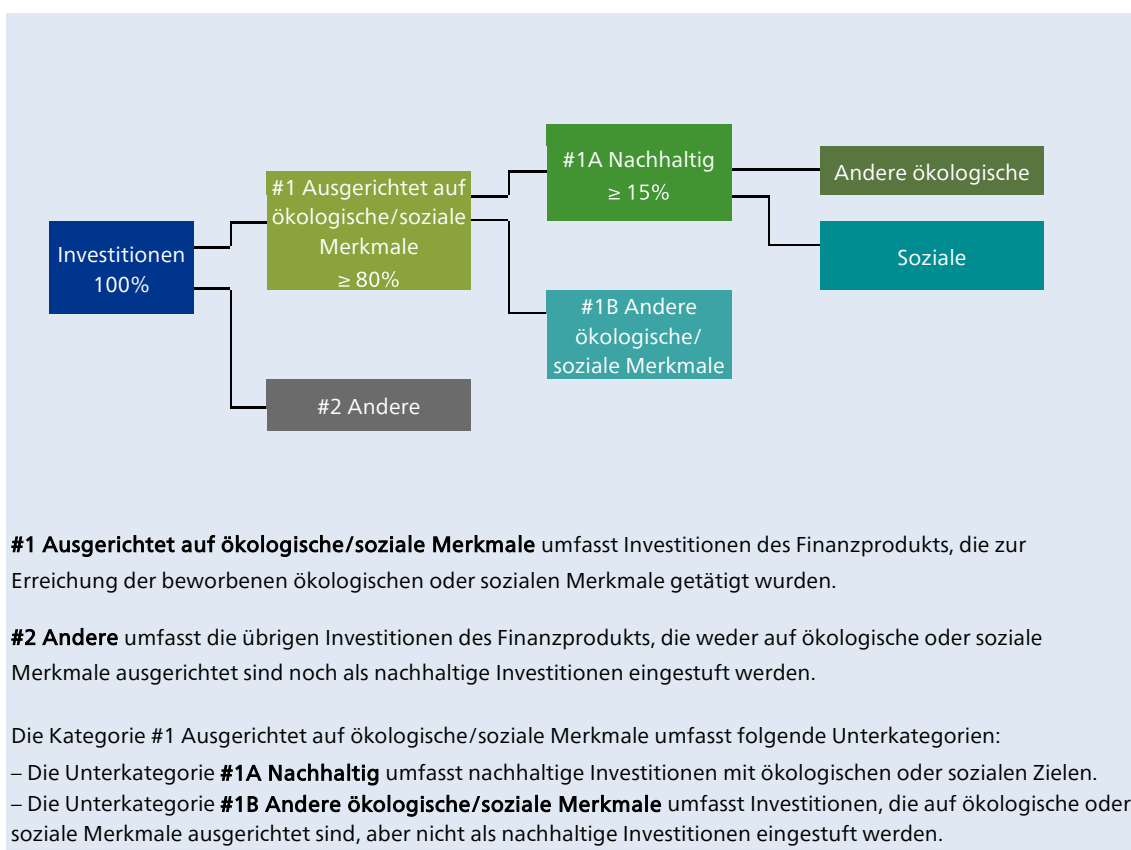 Investitionen
100%
#1 Ausgerichtet auf
ökologische/soziale
Merkmale
≥ 80%
#2 Andere
#1A Nachhaltig
≥ 15%
#1B Andere
ökologische/
soziale Merkmale
Andere ökologische
Soziale
#1 Ausgerichtet auf ökologische/soziale Merkmale umfasst Investitionen des Finanzprodukts, die zur
Erreichung der beworbenen ökologischen oder sozialen Merkmale getätigt wurden.
#2 Andere umfasst die übrigen Investitionen des Finanzprodukts, die weder auf ökologische oder soziale
Merkmale ausgerichtet sind noch als nachhaltige Investitionen eingestuft werden.
Die Kategorie #1 Ausgerichtet auf ökologische/soziale Merkmale umfasst folgende Unterkategorien:
– Die Unterkategorie #1A Nachhaltig umfasst nachhaltige Investitionen mit ökologischen oder sozialen Zielen.
– Die Unterkategorie #1B Andere ökologische/soziale Merkmale umfasst Investitionen, die auf ökologische oder
soziale Merkmale ausgerichtet sind, aber nicht als nachhaltige Investitionen eingestuft werden.